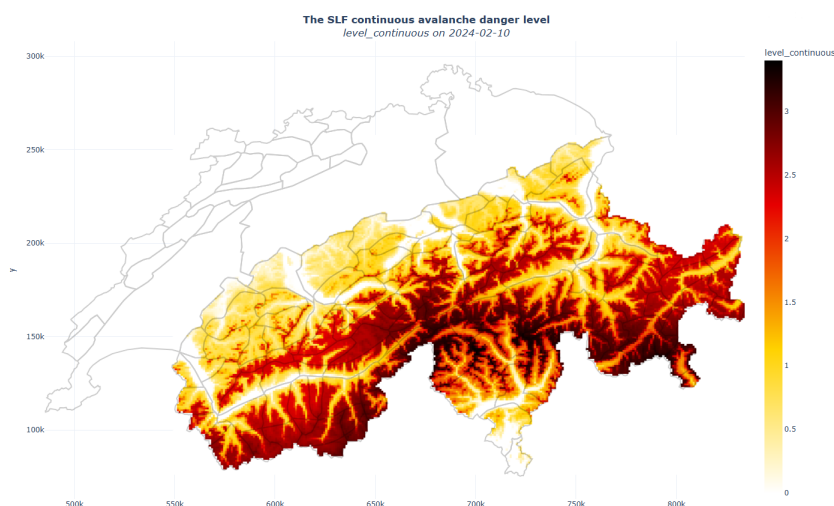 The SLF continuous avalanche danger level
level_continuous on 2024-02-10
level_continuous
300k
250k
200k
150k
100k
y
500k
550k
600k
650k
700k
750k
800k
3
2.5
2
1.5
1
0.5
0